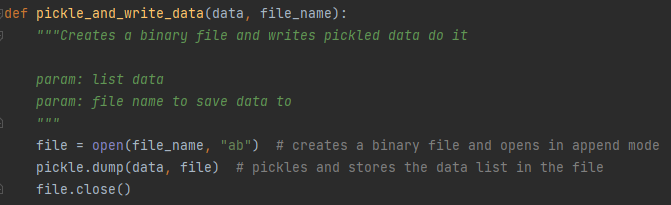 def pickle_and_write_data(data, file_name):
"""Creates a binary file and writes pickled data do it
param: list data
param: file name to save data to
"""
file = open(file_name, "ab")  # creates a binary file and opens in append mode
pickle.dump(data, file)  # pickles and stores the data list in the file
file.close()